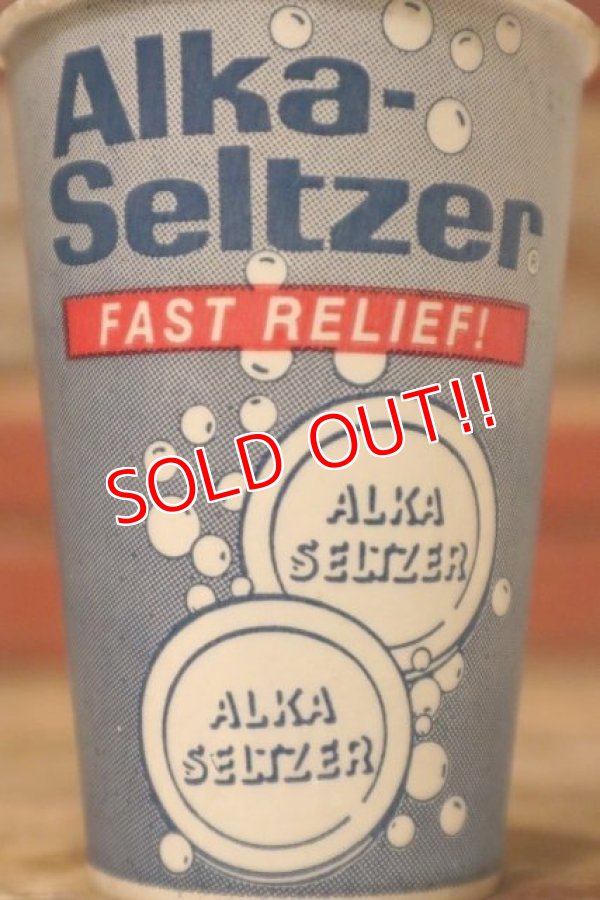 Alka-
Seltzer®
FAST RELIEF!
SOLD OUT!!
ALKA
SELTZER
ALKA
SELTZER